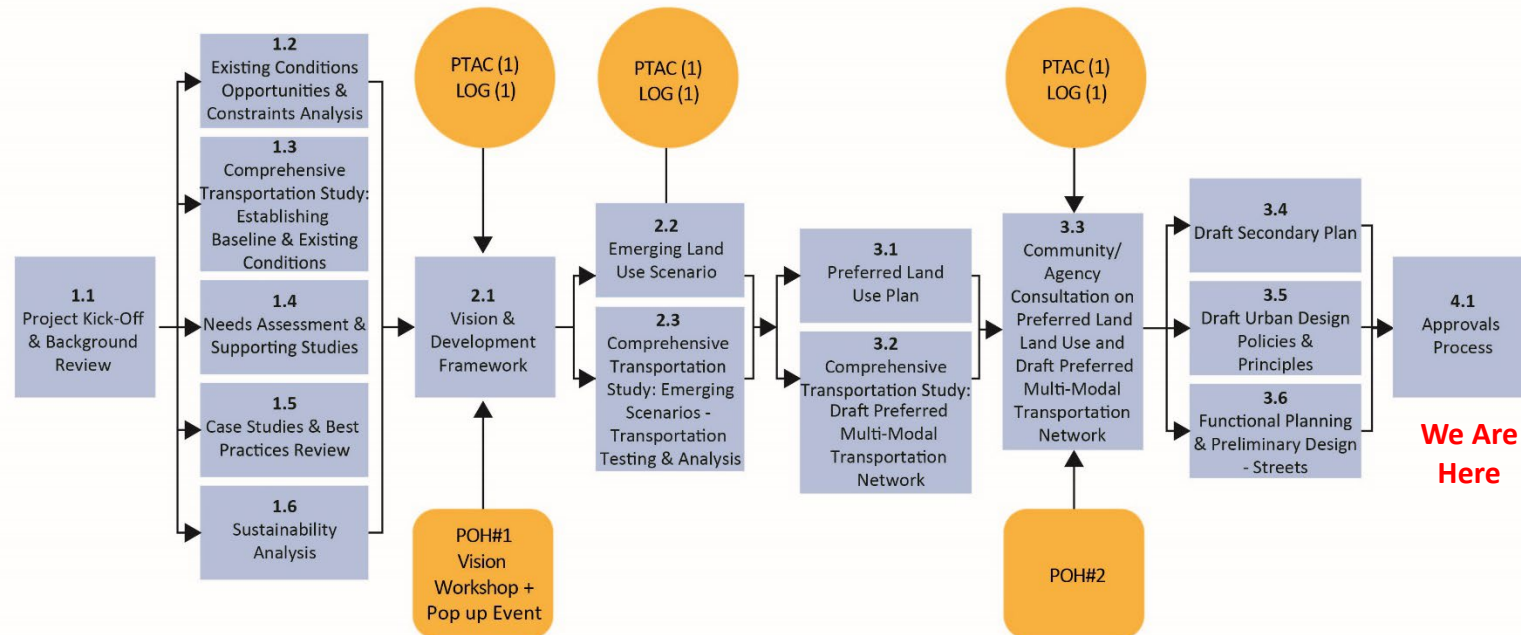 1.1
Project Kick-Off
& Background
Review
1.2
Existing Conditions
Opportunities &
Constraints Analysis
1.3
Comprehensive
Transportation Study:
Establishing
Baseline & Existing
Conditions
1.4
Needs Assessment &
Supporting Studies
1.5
Case Studies & Best
Practices Review
1.6
Sustainability
Analysis
PTAC (1)
LOG (1)
2.1
Vision &
Development
Framework
POH#1
Vision
Workshop +
Pop up Event
PTAC (1)
LOG (1)
2.2
Emerging Land
Use Scenario
2.3
Comprehensive
Transportation
Study: Emerging
Scenarios -
Transportation
Testing & Analysis
3.1
Preferred Land
Use Plan
3.2
Comprehensive
Transportation Study:
Draft Preferred
Multi-Modal
Transportation
Network
PTAC (1)
LOG (1)
3.3
Community/
Agency
Consultation on
Preferred Land
Land Use and
Draft Preferred
Multi-Modal
Transportation
Network
POH#2
3.4
Draft Secondary Plan
3.5
Draft Urban Design
Policies &
Principles
3.6
Functional Planning
& Preliminary Design
- Streets
4.1
Approvals
Process
We Are
Here